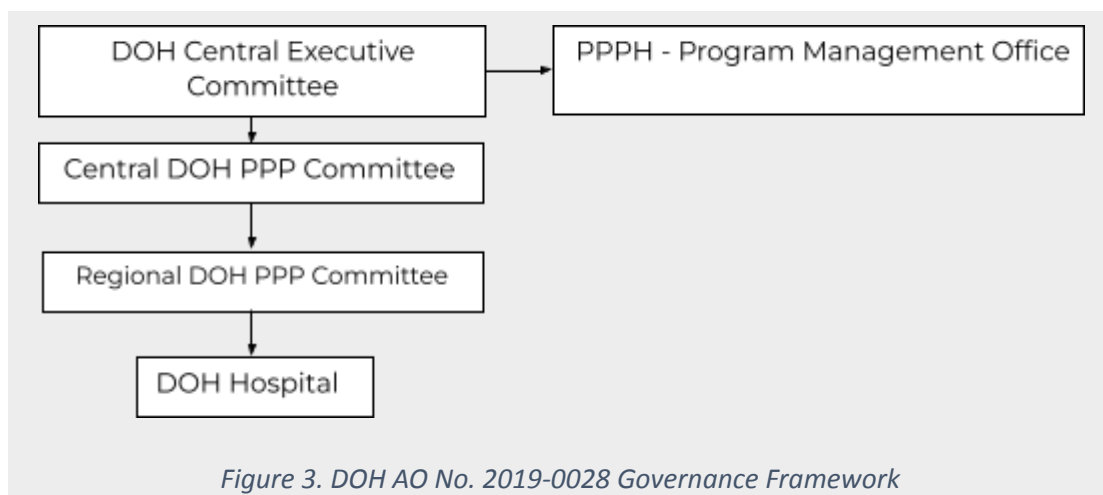 DOH Central Executive
Committee
PPPH - Program Management Office
Central DOH PPP Committee
Regional DOH PPP Committee
DOH Hospital
Figure 3. DOH AO No. 2019-0028 Governance Framework